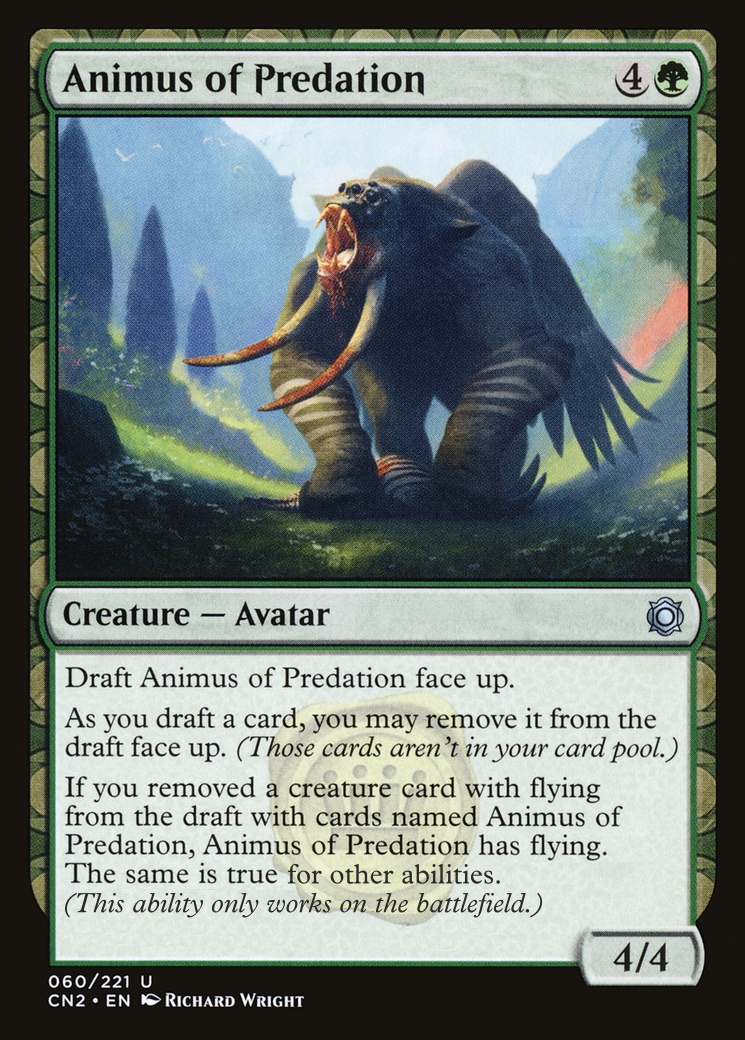 Animus of Predation 4
Creature — Avatar
Draft Animus of Predation face up.
As you draft a card, you may remove it from the
draft face up. (Those cards aren't in your card pool.)
If you removed a creature card with flying
from the draft with cards named Animus of
Predation, Animus of Predation has flying.
The same is true for other abilities.
(This ability only works on the battlefield.)
4/4
060/221 U
CN2 • EN Richard Wright